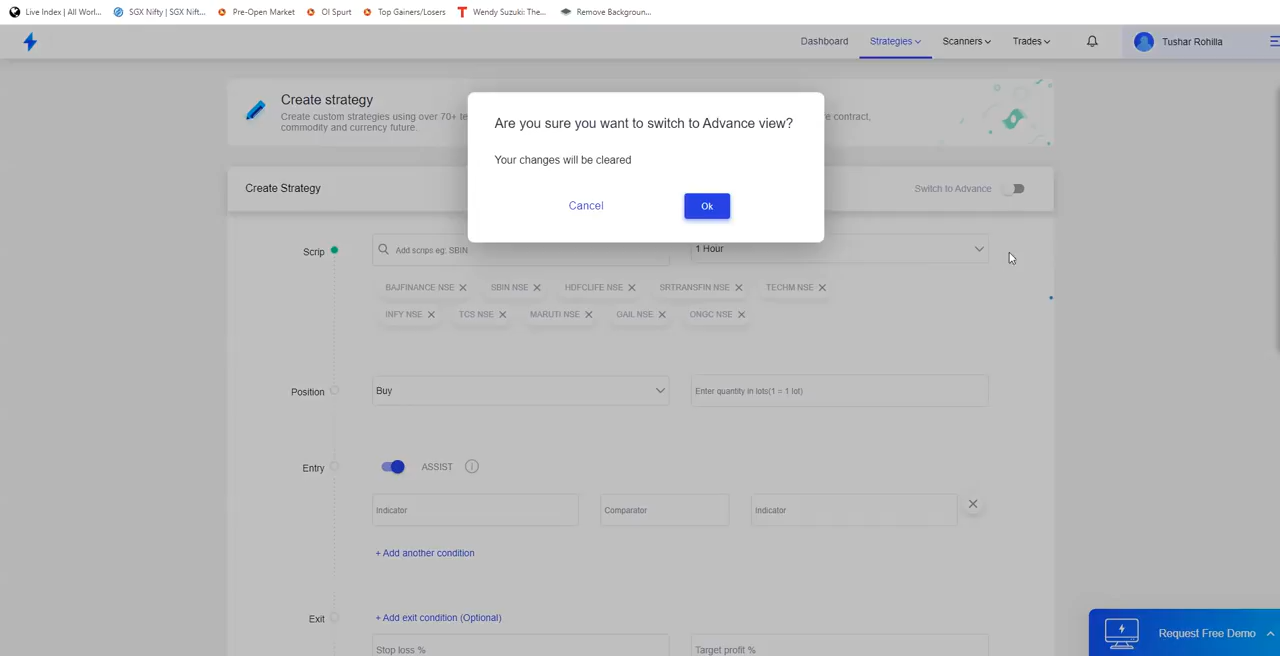 Live Index | All Worl... SGX Nifty | SGX Nift... Pre-Open Market OI Spurt Top Gainers/Losers Wendy Suzuki: The... Remove Backgroun...
Dashboard Strategies Scanners Trades Tushar Rohilla
Create strategy
Create custom strategies using over 70+ te
re contract,
commodity and currency future.
Are you sure you want to switch to Advance view?
Your changes will be cleared
Cancel Ok
Create Strategy Switch to Advance
Scrip Add scrips eg: SBIN 1 Hour
BAJFINANCE NSE SBIN NSE HDFCLIFE NSE SRTRANSFIN NSE TECHM NSE
INFY NSE TCS NSE MARUTI NSE GAIL NSE ONGC NSE
Position Buy Enter quantity in lots(1 = 1 lot)
Entry ASSIST i
Indicator Comparator Indicator
+ Add another condition
Exit + Add exit condition (Optional)
Stop loss % Target profit %
Request Free Demo